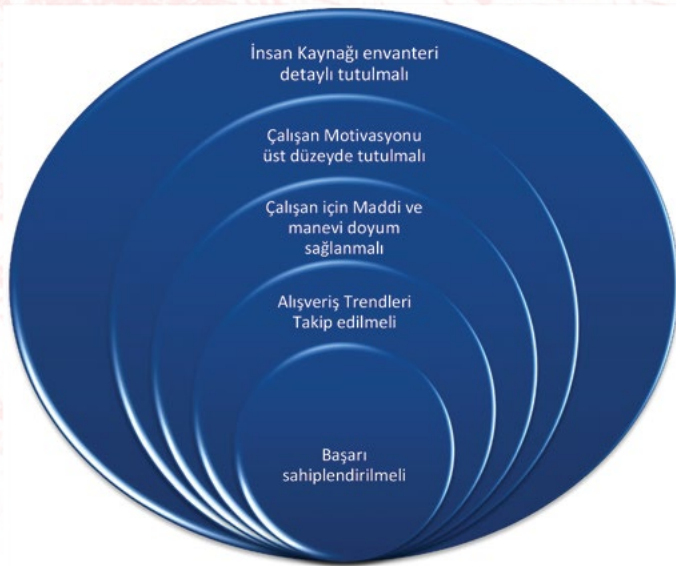 İnsan Kaynağı envanteri
detaylı tutulmalı
Çalışan Motivasyonu
üst düzeyde tutulmalı
Çalışan için Maddi ve
manevi doyum
sağlanmalı
Alışveriş Trendleri
Takip edilmeli
Başarı
sahiplendirilmeli